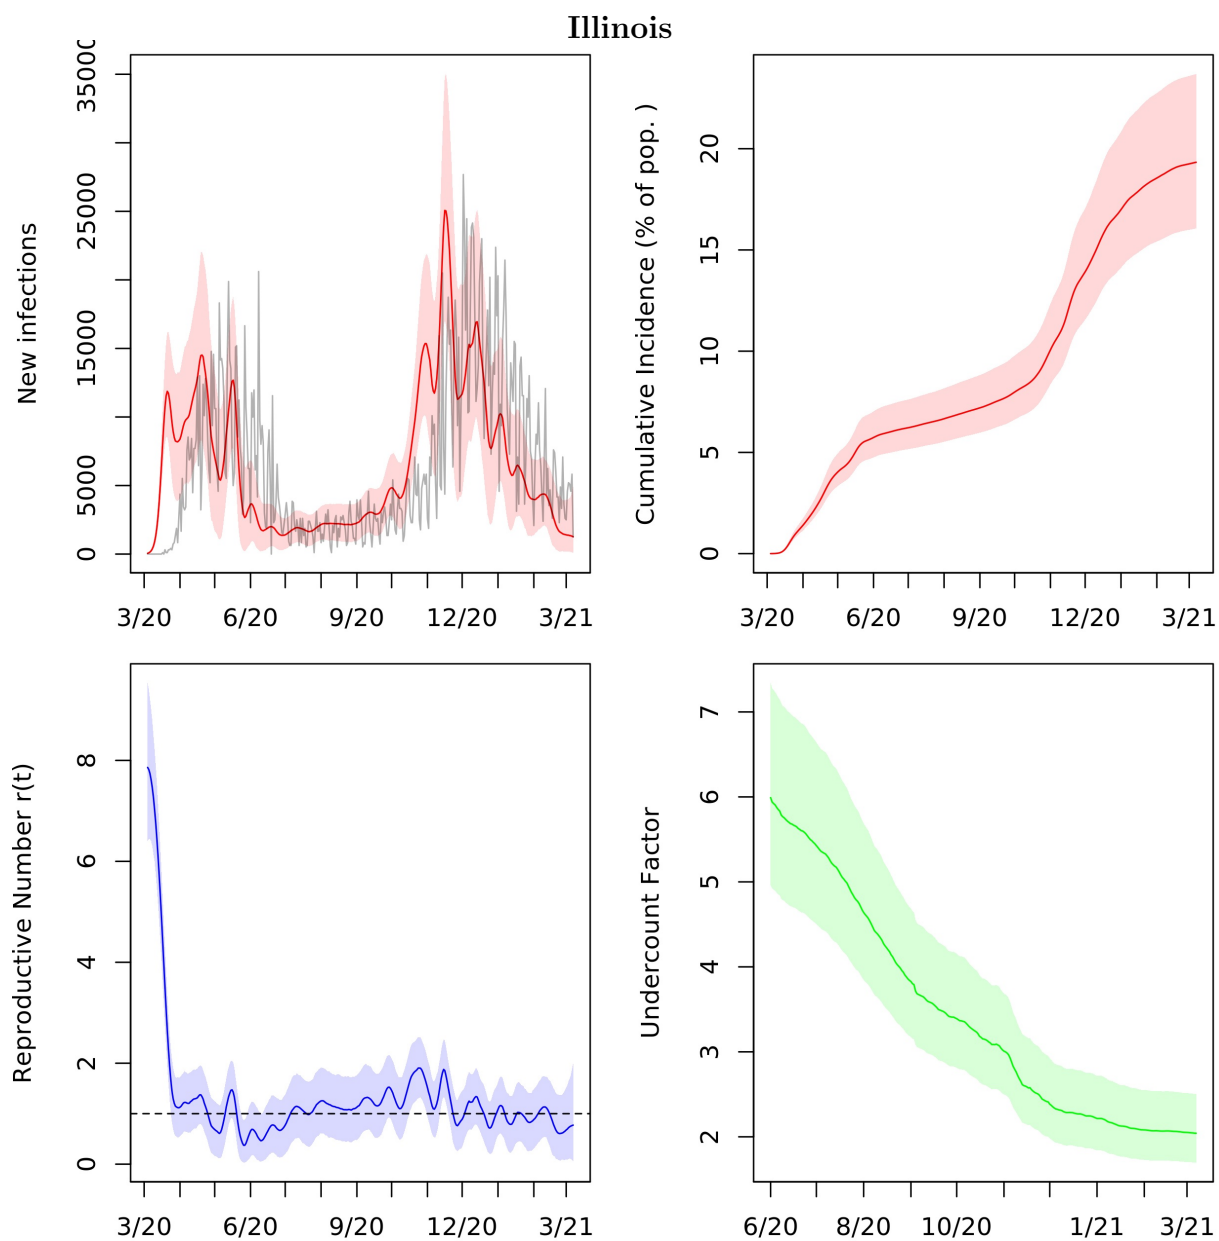 Illinois
New infections
0
5000
15000
25000
35000
3/20 6/20 9/20 12/20 3/21
Cumulative Incidence (% of pop. )
0
5
10
15
20
3/20 6/20 9/20 12/20 3/21
Reproductive Number r(t)
0
2
4
6
8
3/20 6/20 9/20 12/20 3/21
Undercount Factor
2
3
4
5
6
7
6/20 8/20 10/20 1/21 3/21